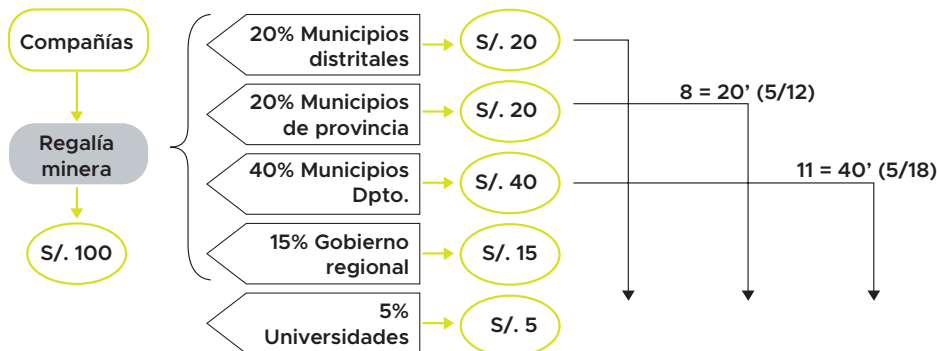 Compañías
Regalía
minera
S/. 100
20% Municipios
distritales
S/. 20
20% Municipios
de provincia
S/. 20
8 = 20' (5/12)
40% Municipios
Dpto.
S/. 40
11 = 40' (5/18)
15% Gobierno
regional
S/. 15
5%
Universidades
S/. 5